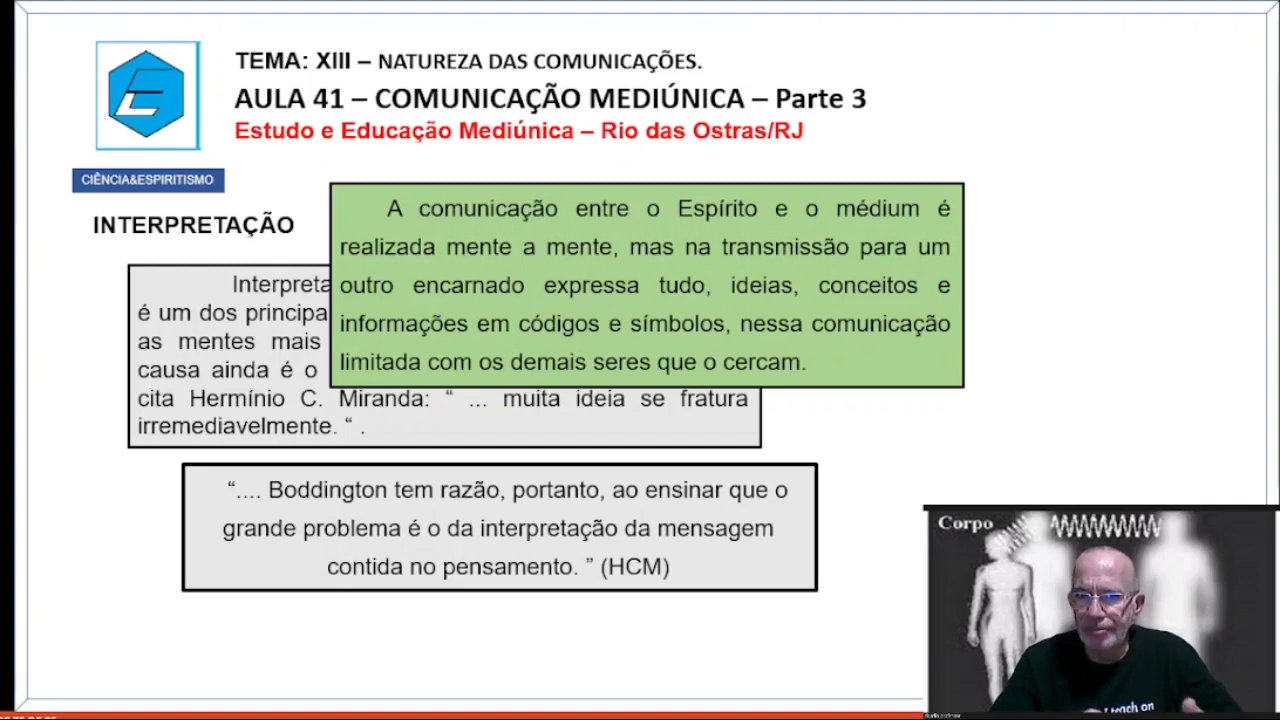 TEMA: XIII – NATUREZA DAS COMUNICAÇÕES.
AULA 41 – COMUNICAÇÃO MEDIÚNICA – Parte 3
Estudo e Educação Mediúnica – Rio das Ostras/RJ
CIÊNCIA&ESPIRITISMO
INTERPRETAÇÃO
A comunicação entre o Espírito e o médium é
realizada mente a mente, mas na transmissão para um
outro encarnado expressa tudo, ideias, conceitos e
informações em códigos e símbolos, nessa comunicação
limitada com os demais seres que o cercam.
Interpreta
é um dos principa
as mentes mais
causa ainda é o
cita Hermínio C. Miranda: “ ... muita ideia se fratura
irremediavelmente. “ .
“.... Boddington tem razão, portanto, ao ensinar que o
grande problema é o da interpretação da mensagem
contida no pensamento. ” (HCM)
Corpo
teach on